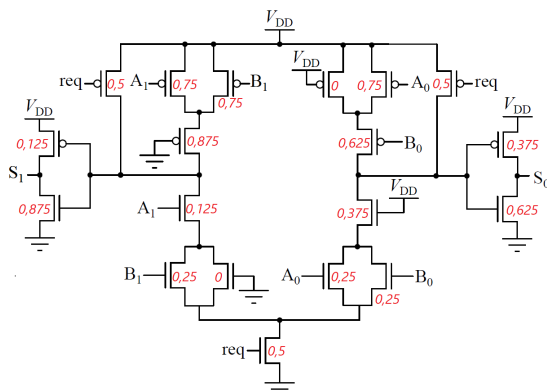 V_DD
V_DD
req 0,5 A_1 0,75 B_1 0,75 0 0,75 A_0 0,5 req
V_DD V_DD
0,125 0,875 0,625 B_0 0,375
S_1 S_0
V_DD
0,875 A_1 0,125 0,375 0,625
B_1 0,25 0 A_0 0,25 B_0 0,25
req 0,5